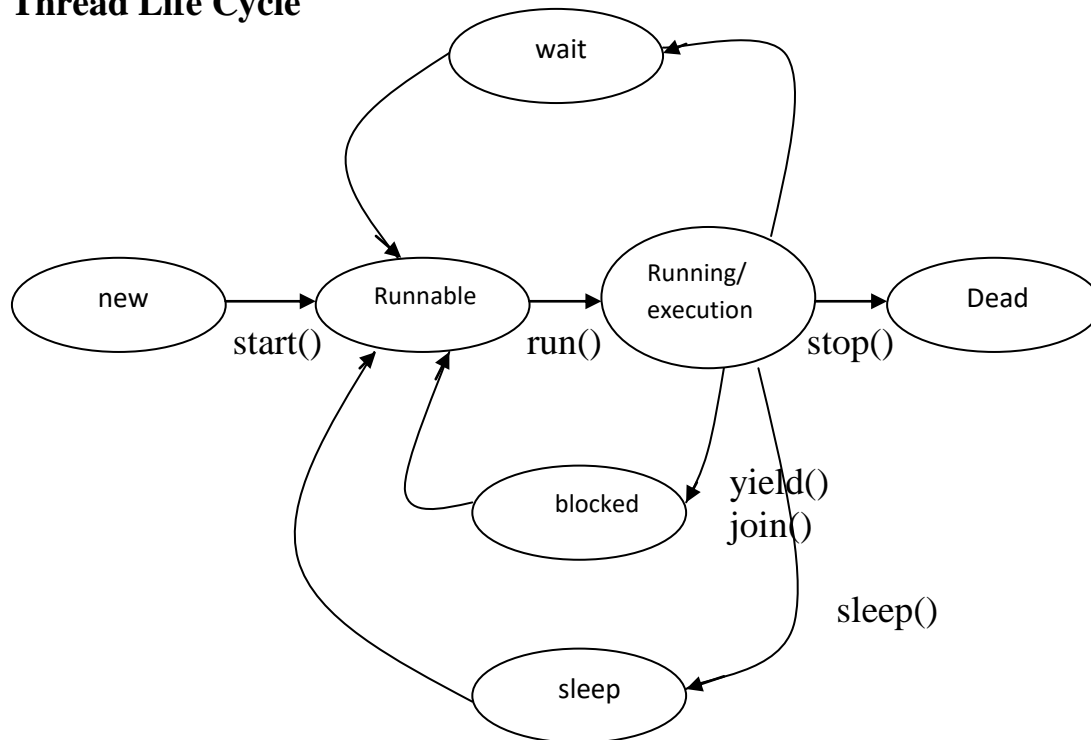 Thread Life Cycle
wait
new
Runnable
Running/
execution
Dead
start()
run()
stop()
blocked
yield()
join()
sleep()
sleep